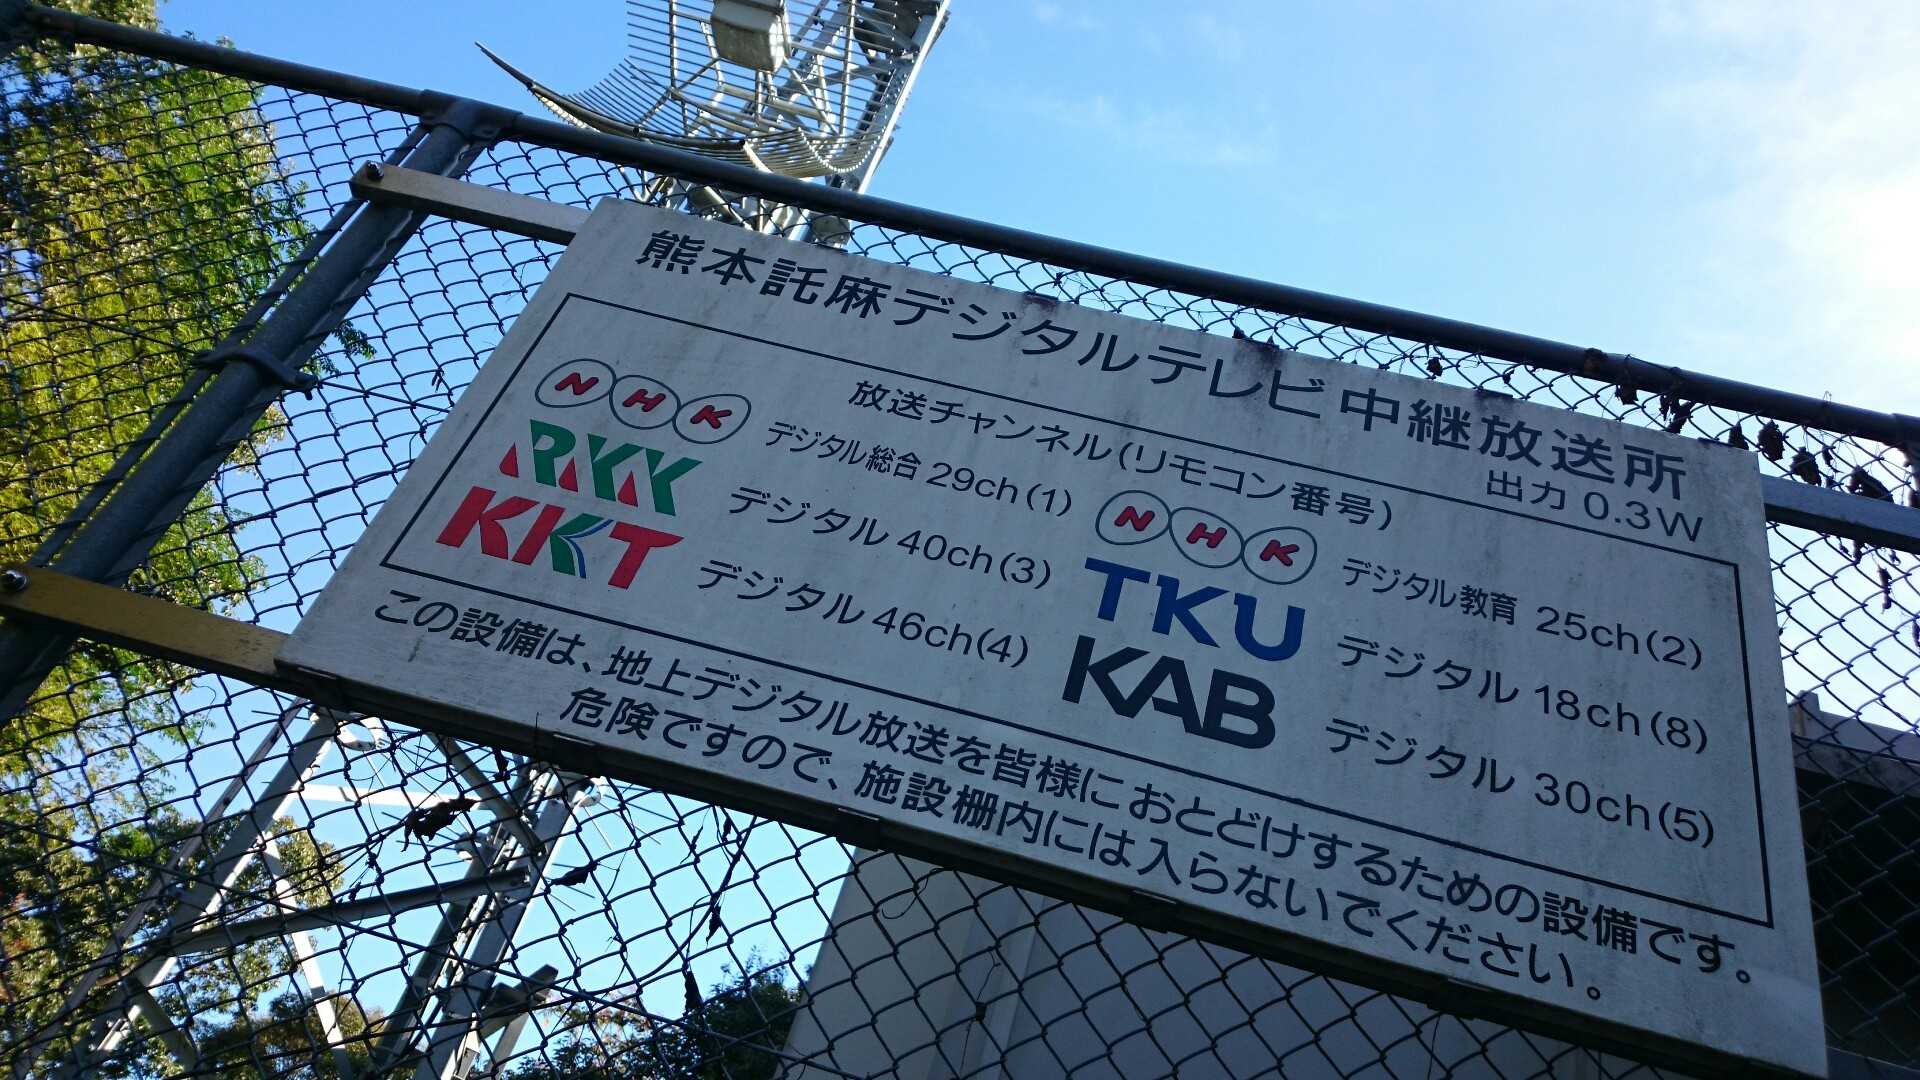 熊本託麻デジタルテレビ中継放送所
出力 0.3W
放送チャンネル(リモコン番号)
NHK デジタル総合 29ch(1) NHK デジタル教育 25ch(2)
RKK デジタル 40ch(3) TKU デジタル 18ch(8)
KKT デジタル 46ch(4) KAB デジタル 30ch(5)
この設備は、地上デジタル放送を皆様におとどけするための設備です。
危険ですので、施設柵内には入らないでください。